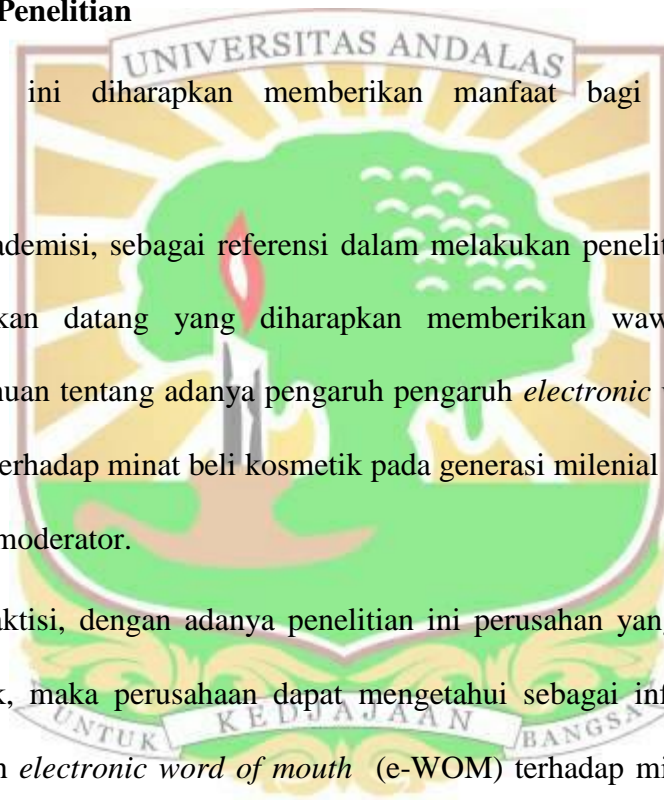 Penelitian
UNIVERSITAS ANDALAS
ini diharapkan memberikan manfaat bagi
ademisi, sebagai referensi dalam melakukan penelit
kan datang yang diharapkan memberikan waw
uan tentang adanya pengaruh pengaruh electronic
erhadap minat beli kosmetik pada generasi milenial
moderator.
aktisi, dengan adanya penelitian ini perusahan yang
k, maka perusahaan dapat mengetahui sebagai inf
UNTUK KEDJAJAAN BANGSA
n electronic word of mouth (e-WOM) terhadap mi